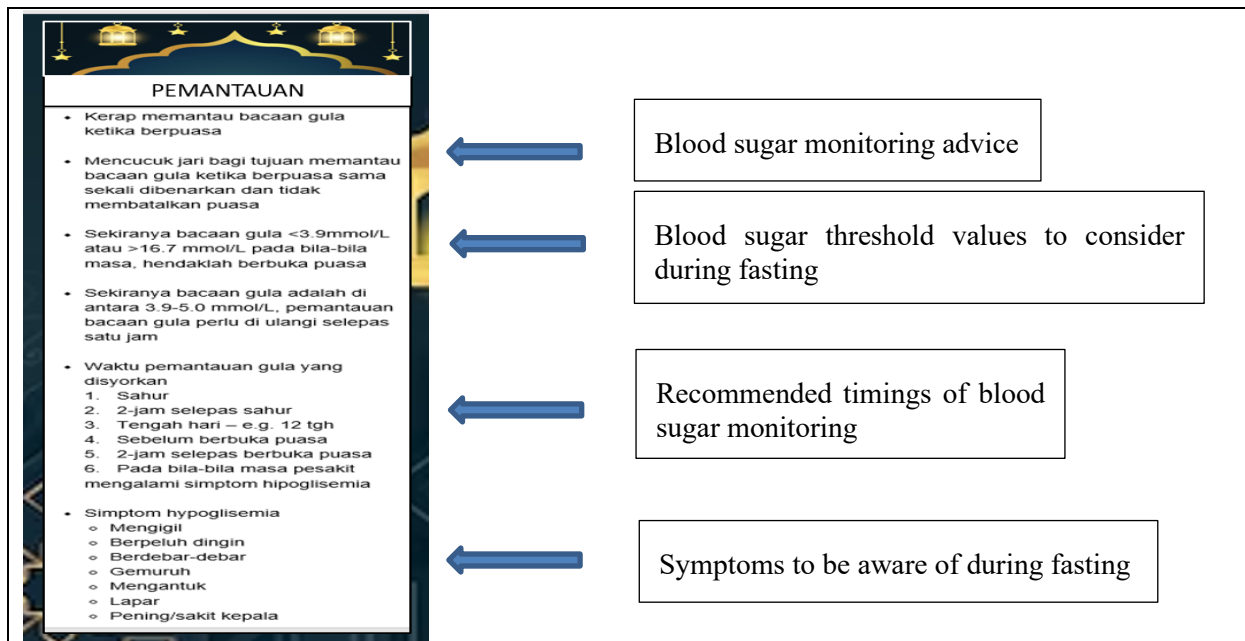 PEMANTAUAN
• Kerap memantau bacaan gula
ketika berpuasa
• Mencucuk jari bagi tujuan memantau
bacaan gula ketika berpuasa sama
sekali dibenarkan dan tidak
membatalkan puasa
• Sekiranya bacaan gula <3.9mmol/L
atau >16.7 mmol/L pada bila-bila
masa, hendaklah berbuka puasa
• Sekiranya bacaan gula adalah di
antara 3.9-5.0 mmol/L, pemantauan
bacaan gula perlu di ulangi selepas
satu jam
• Waktu pemantauan gula yang
disyorkan
1. Sahur
2. 2-jam selepas sahur
3. Tengah hari – e.g. 12 tgh
4. Sebelum berbuka puasa
5. 2-jam selepas berbuka puasa
6. Pada bila-bila masa pesakit
mengalami simptom hipoglisemia
• Simptom hypoglisemia
o Mengigil
o Berpeluh dingin
o Berdebar-debar
o Gemuruh
o Mengantuk
o Lapar
o Pening/sakit kepala
Blood sugar monitoring advice
Blood sugar threshold values to consider
during fasting
Recommended timings of blood
sugar monitoring
Symptoms to be aware of during fasting